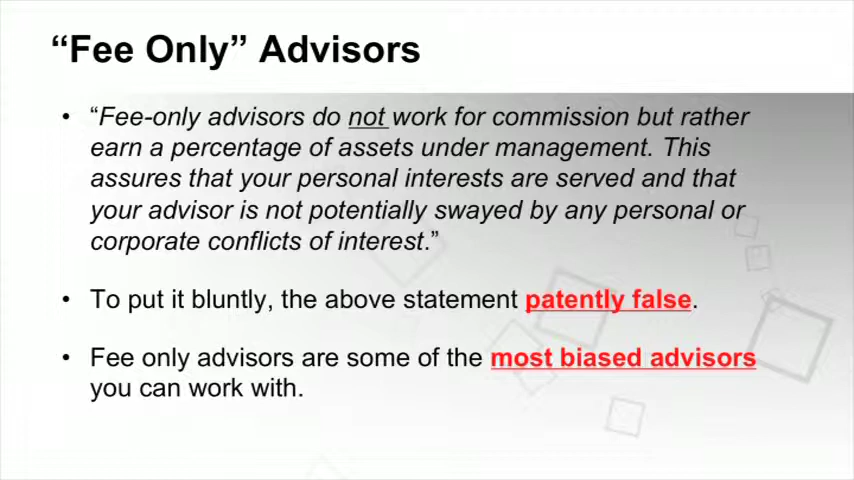 “Fee Only” Advisors
• “Fee-only advisors do not work for commission but rather
earn a percentage of assets under management. This
assures that your personal interests are served and that
your advisor is not potentially swayed by any personal or
corporate conflicts of interest.”
• To put it bluntly, the above statement patently false.
• Fee only advisors are some of the most biased advisors
you can work with.